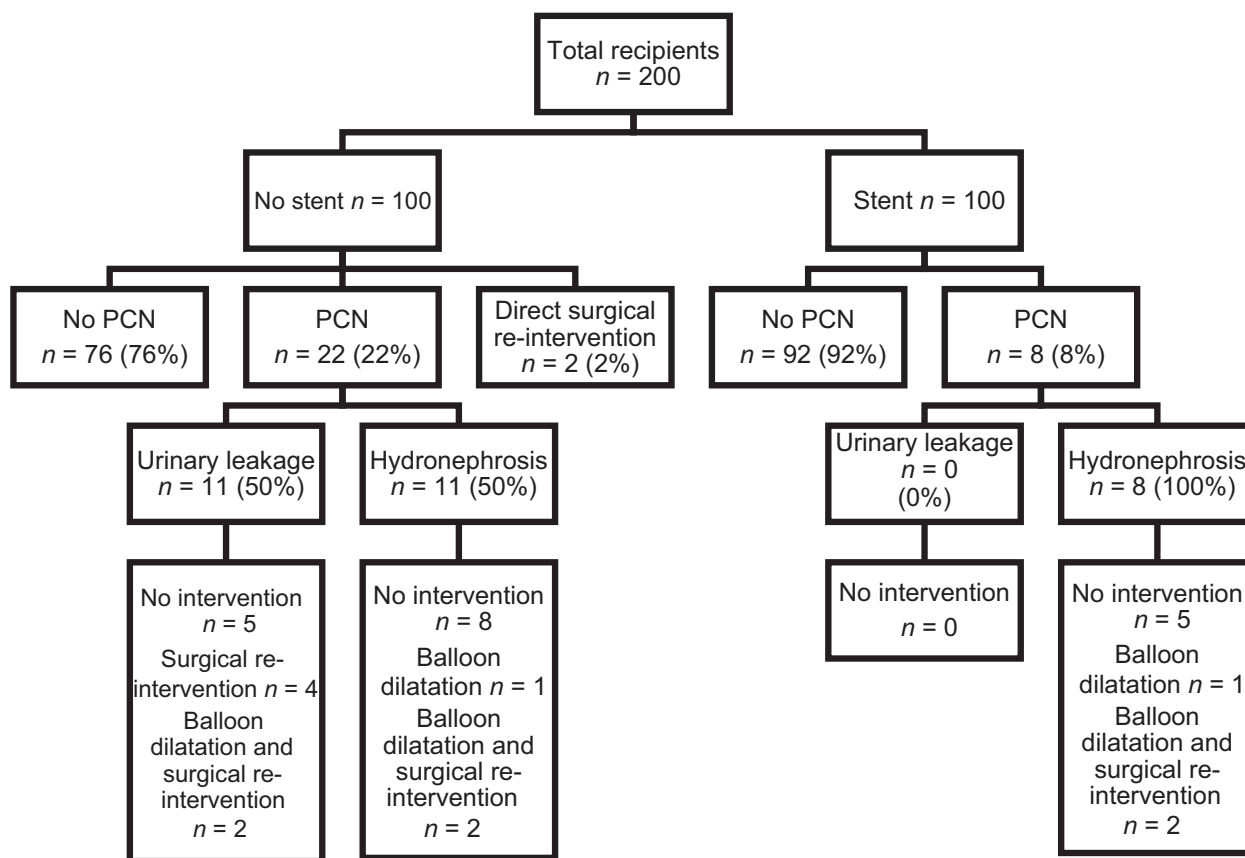 Total recipients
n = 200
No stent n = 100
Stent n = 100
No PCN
n = 76 (76%)
PCN
n = 22 (22%)
Direct surgical
re-intervention
n = 2 (2%)
No PCN
n = 92 (92%)
PCN
n = 8 (8%)
Urinary leakage
n = 11 (50%)
Hydronephrosis
n = 11 (50%)
Urinary leakage
n = 0
(0%)
Hydronephrosis
n = 8 (100%)
No intervention
n = 5
Surgical re-
intervention n = 4
Balloon
dilatation and
surgical re-
intervention
n = 2
No intervention
n = 8
Balloon
dilatation n = 1
Balloon
dilatation and
surgical re-
intervention
n = 2
No intervention
n = 0
No intervention
n = 5
Balloon
dilatation n = 1
Balloon
dilatation and
surgical re-
intervention
n = 2